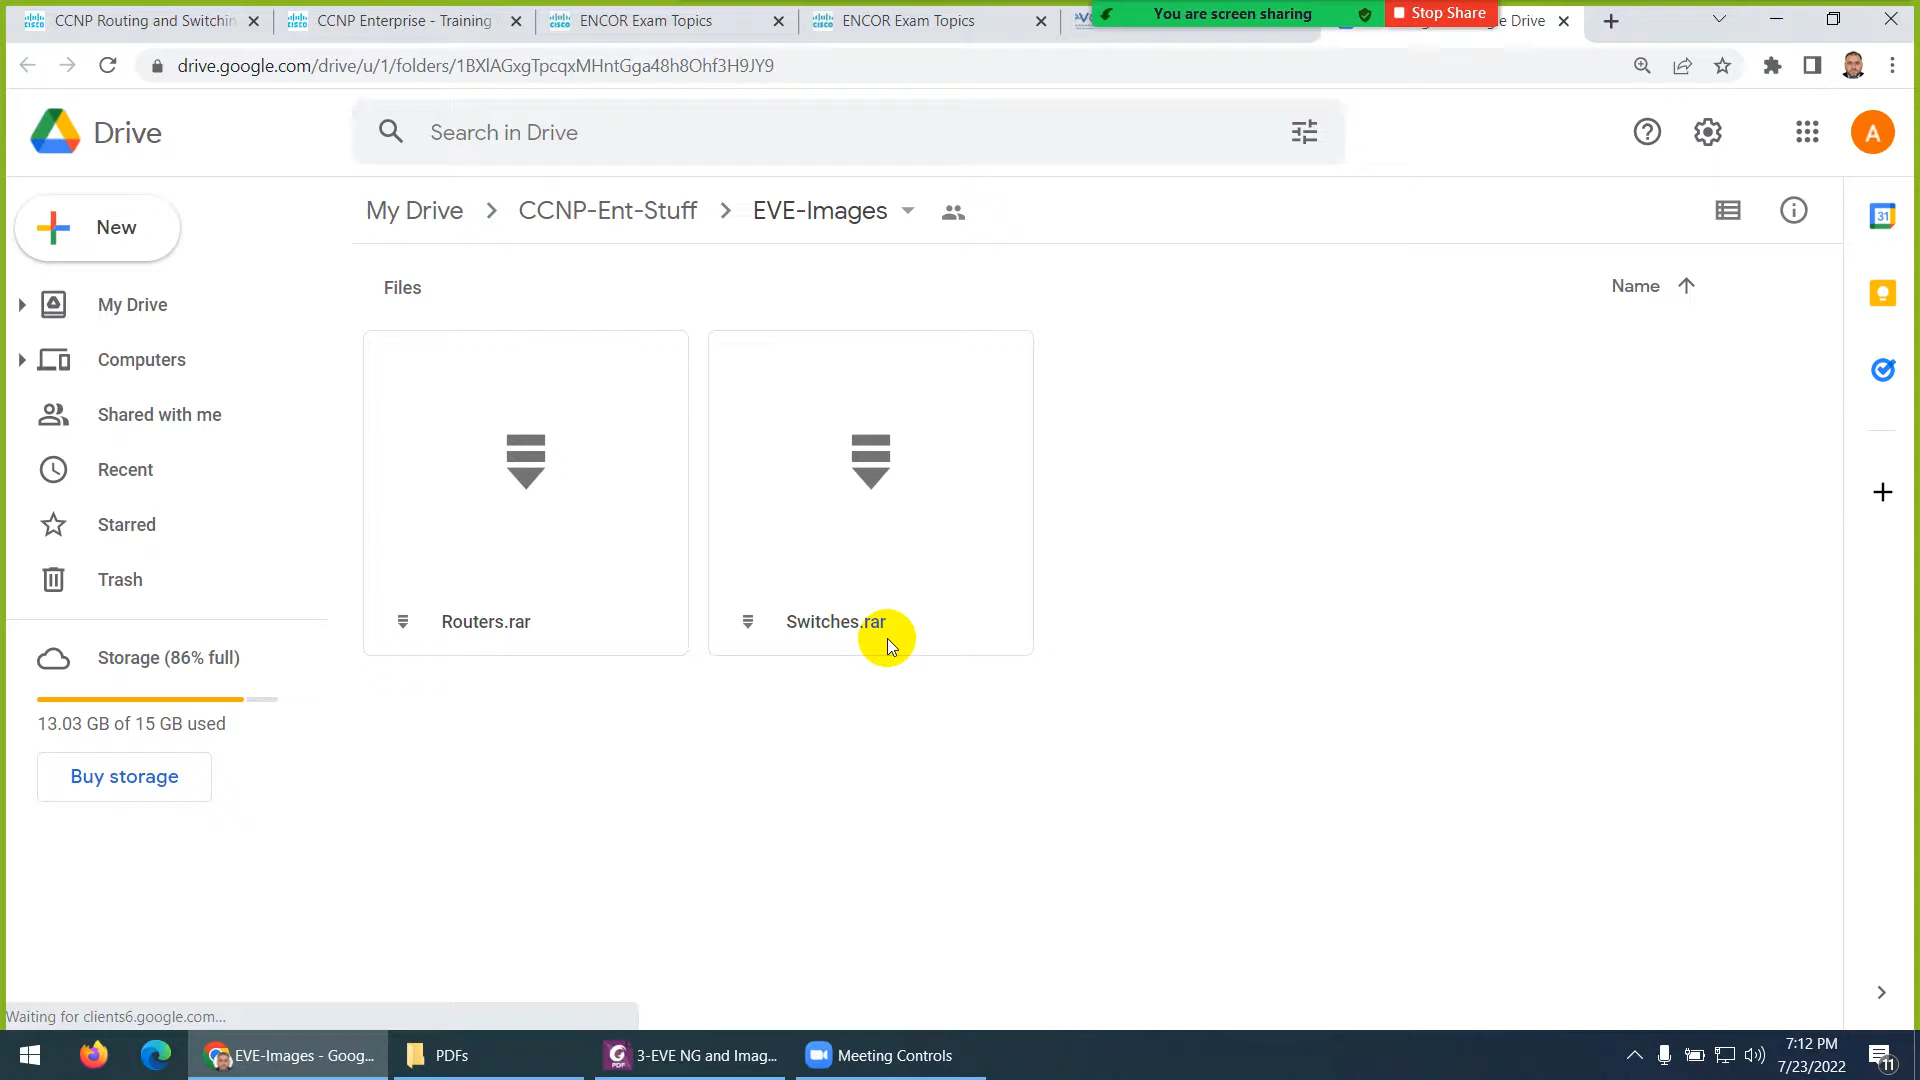 CCNP Routing and Switchin
CCNP Enterprise - Training
ENCOR Exam Topics
ENCOR Exam Topics
You are screen sharing
Stop Share
e Drive
drive.google.com/drive/u/1/folders/1BXlAGxgTpcqxMHntGga48h8Ohf3H9JY9
Drive
Search in Drive
A
New
My Drive
CCNP-Ent-Stuff
EVE-Images
31
Files
Name
My Drive
Computers
Shared with me
Recent
Starred
Trash
Routers.rar
Switches.rar
Storage (86% full)
13.03 GB of 15 GB used
Buy storage
Waiting for clients6.google.com...
EVE-Images - Goog...
PDFs
3-EVE NG and Imag...
Meeting Controls
7:12 PM
7/23/2022
11